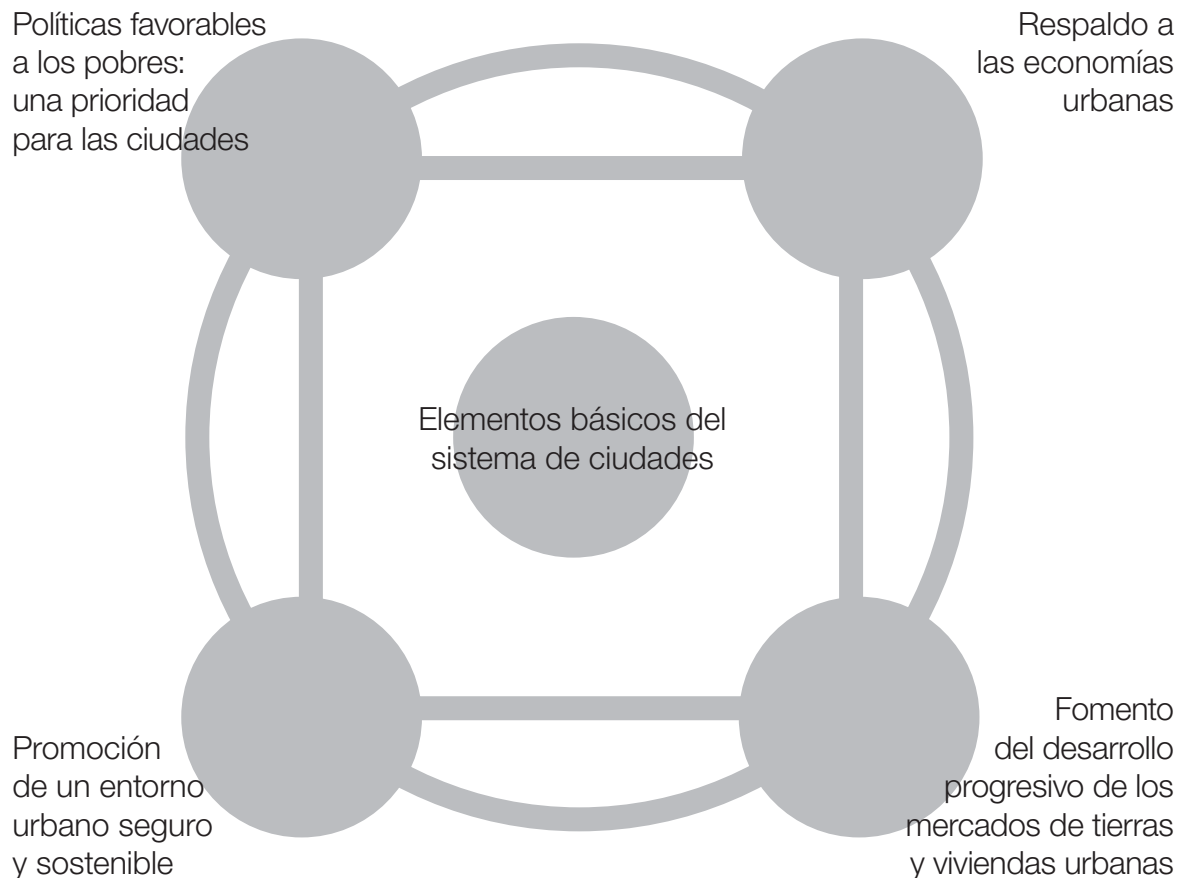 Políticas favorables
a los pobres:
una prioridad
para las ciudades
Respaldo a
las economías
urbanas
Elementos básicos del
sistema de ciudades
Promoción
de un entorno
urbano seguro
y sostenible
Fomento
del desarrollo
progresivo de los
mercados de tierras
y viviendas urbanas